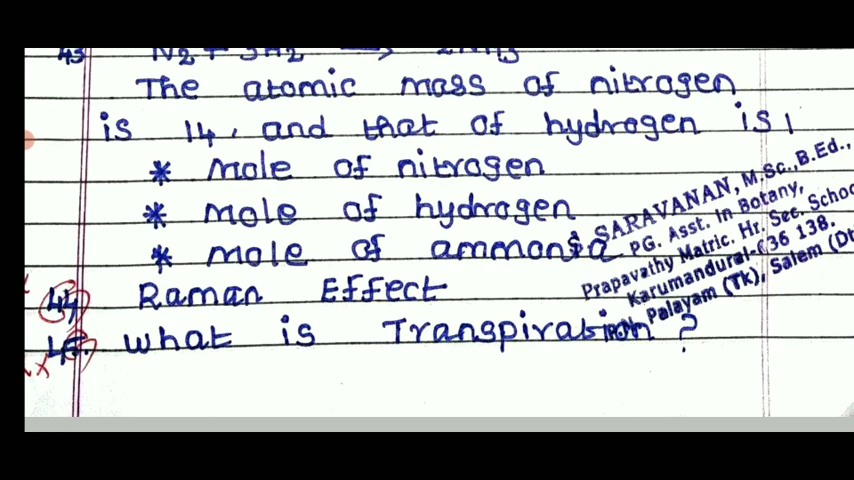 43 N2 + 3H2 → 2NH3
The atomic mass of nitrogen
is 14, and that of hydrogen is 1
* mole of nitrogen
* mole of hydrogen
* mole of ammonia
44 Raman Effect
45. What is Transpiration ?
S SARAVANAN, M.Sc.,B.Ed.,
PG. Asst. In Botany,
Prapavathy Matric. Hr. Sec. School
Karumandurai-636 138.
Palayam (Tk), Salem (Dt